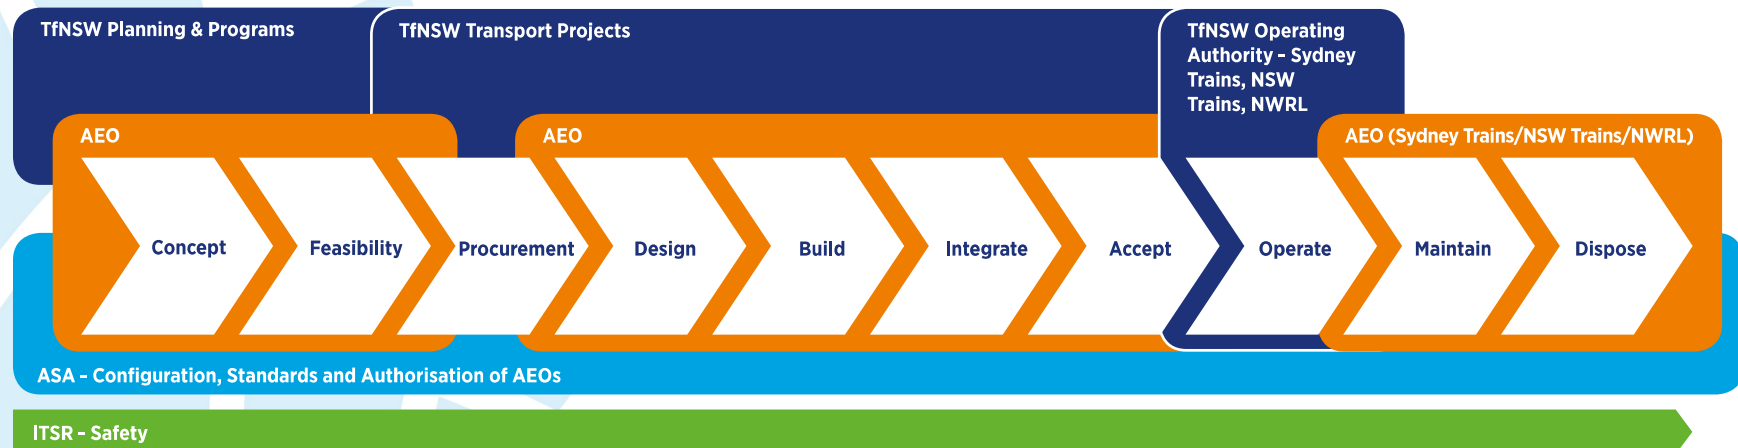 TfNSW Planning & Programs
TfNSW Transport Projects
TfNSW Operating
Authority – Sydney
Trains, NSW
Trains, NWRL
AEO
AEO
AEO (Sydney Trains/NSW Trains/NWRL)
Concept
Feasibility
Procurement
Design
Build
Integrate
Accept
Operate
Maintain
Dispose
ASA – Configuration, Standards and Authorisation of AEOs
ITSR – Safety